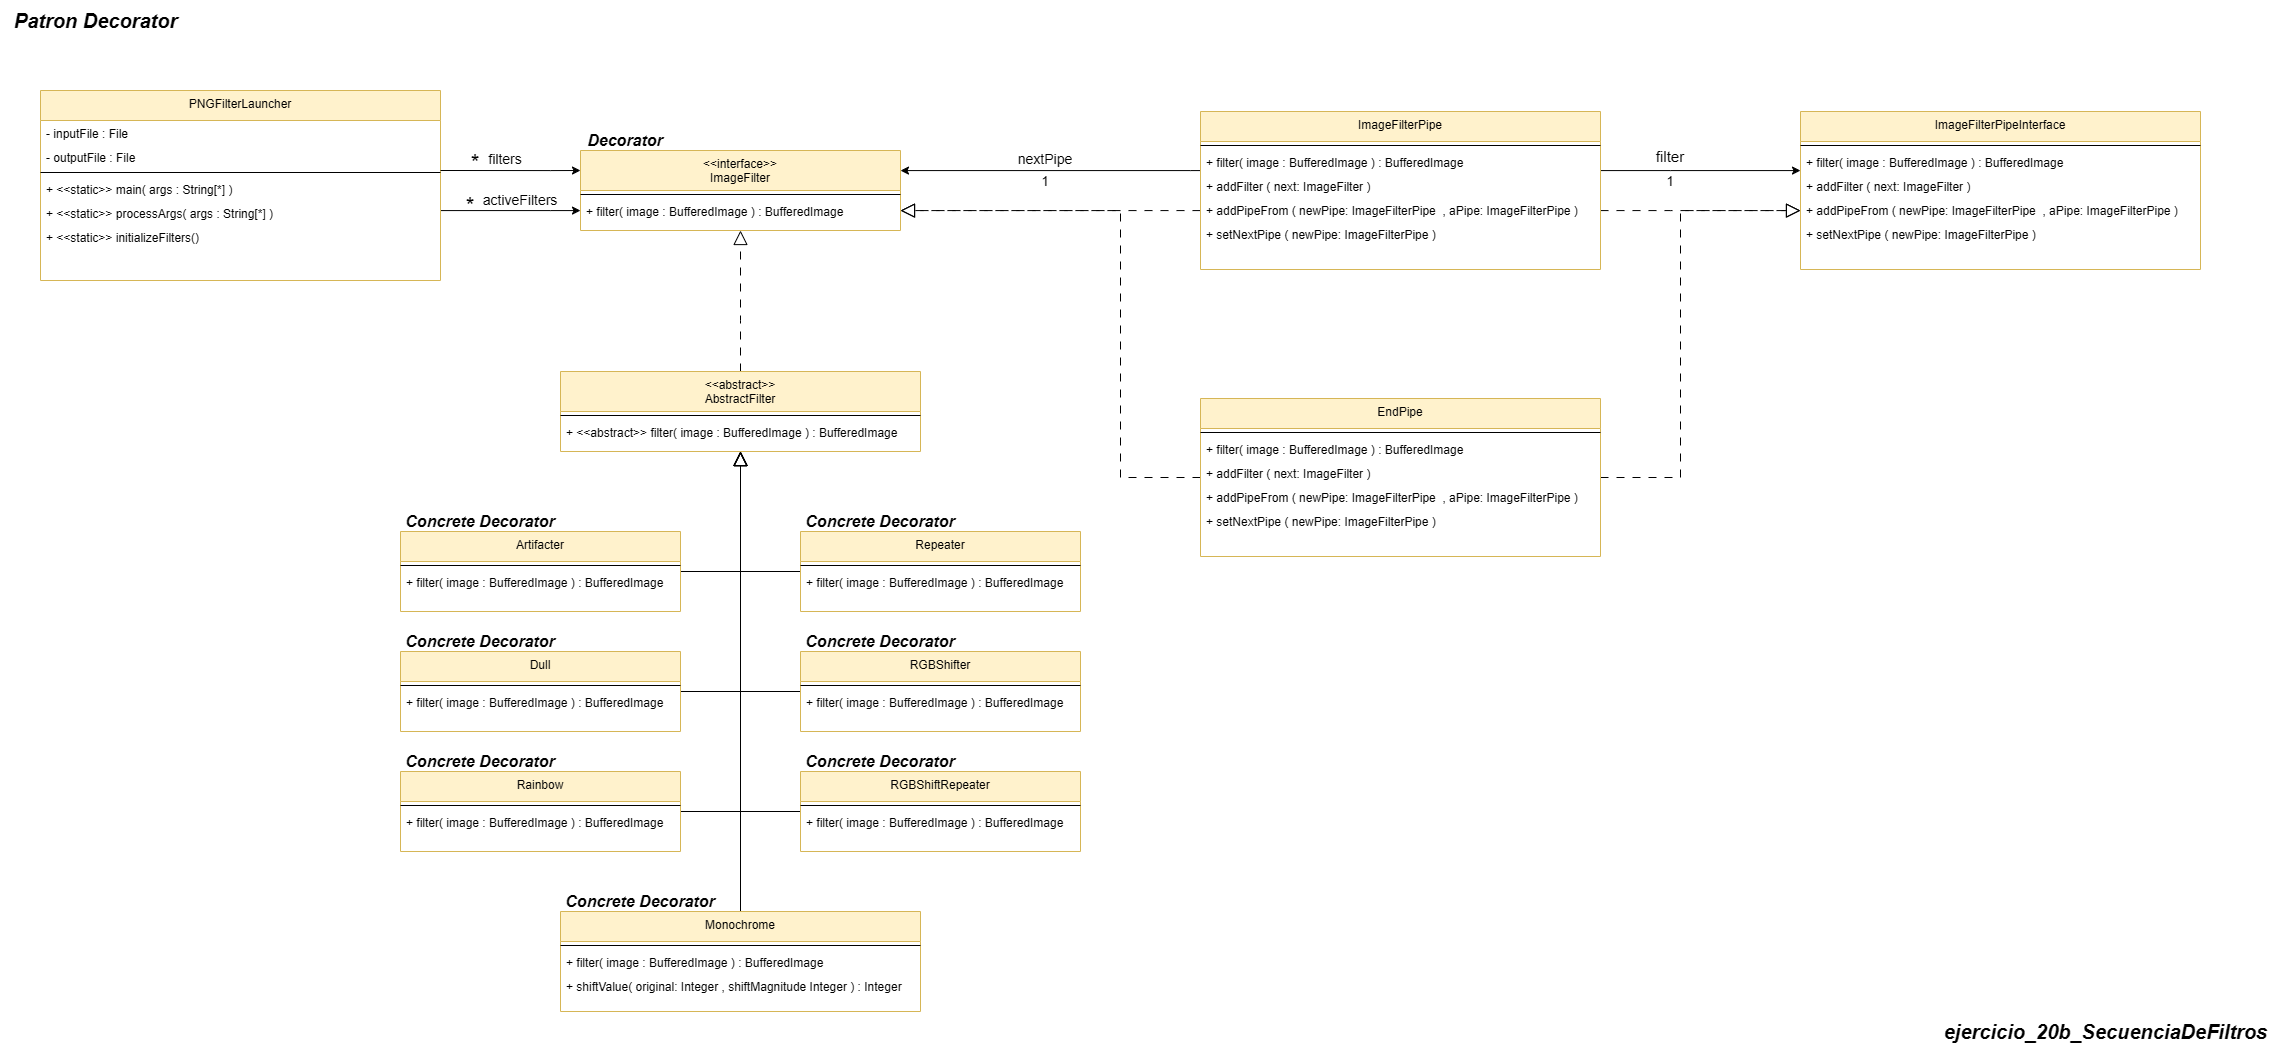 Patron Decorator
PNGFilterLauncher
- inputFile : File
- outputFile : File
+ <<static>> main( args : String[*] )
+ <<static>> processArgs( args : String[*] )
+ <<static>> initializeFilters()
* filters
* activeFilters
Decorator
<<interface>>
ImageFilter
+ filter( image : BufferedImage ) : BufferedImage
nextPipe
1
ImageFilterPipe
+ filter( image : BufferedImage ) : BufferedImage
+ addFilter ( next: ImageFilter )
+ addPipeFrom ( newPipe: ImageFilterPipe , aPipe: ImageFilterPipe )
+ setNextPipe ( newPipe: ImageFilterPipe )
filter
1
ImageFilterPipeInterface
+ filter( image : BufferedImage ) : BufferedImage
+ addFilter ( next: ImageFilter )
+ addPipeFrom ( newPipe: ImageFilterPipe , aPipe: ImageFilterPipe )
+ setNextPipe ( newPipe: ImageFilterPipe )
<<abstract>>
AbstractFilter
+ <<abstract>> filter( image : BufferedImage ) : BufferedImage
EndPipe
+ filter( image : BufferedImage ) : BufferedImage
+ addFilter ( next: ImageFilter )
+ addPipeFrom ( newPipe: ImageFilterPipe , aPipe: ImageFilterPipe )
+ setNextPipe ( newPipe: ImageFilterPipe )
Concrete Decorator
Artifacter
+ filter( image : BufferedImage ) : BufferedImage
Concrete Decorator
Repeater
+ filter( image : BufferedImage ) : BufferedImage
Concrete Decorator
Dull
+ filter( image : BufferedImage ) : BufferedImage
Concrete Decorator
RGBShifter
+ filter( image : BufferedImage ) : BufferedImage
Concrete Decorator
Rainbow
+ filter( image : BufferedImage ) : BufferedImage
Concrete Decorator
RGBShiftRepeater
+ filter( image : BufferedImage ) : BufferedImage
Concrete Decorator
Monochrome
+ filter( image : BufferedImage ) : BufferedImage
+ shiftValue( original: Integer , shiftMagnitude Integer ) : Integer
ejercicio_20b_SecuenciaDeFiltros